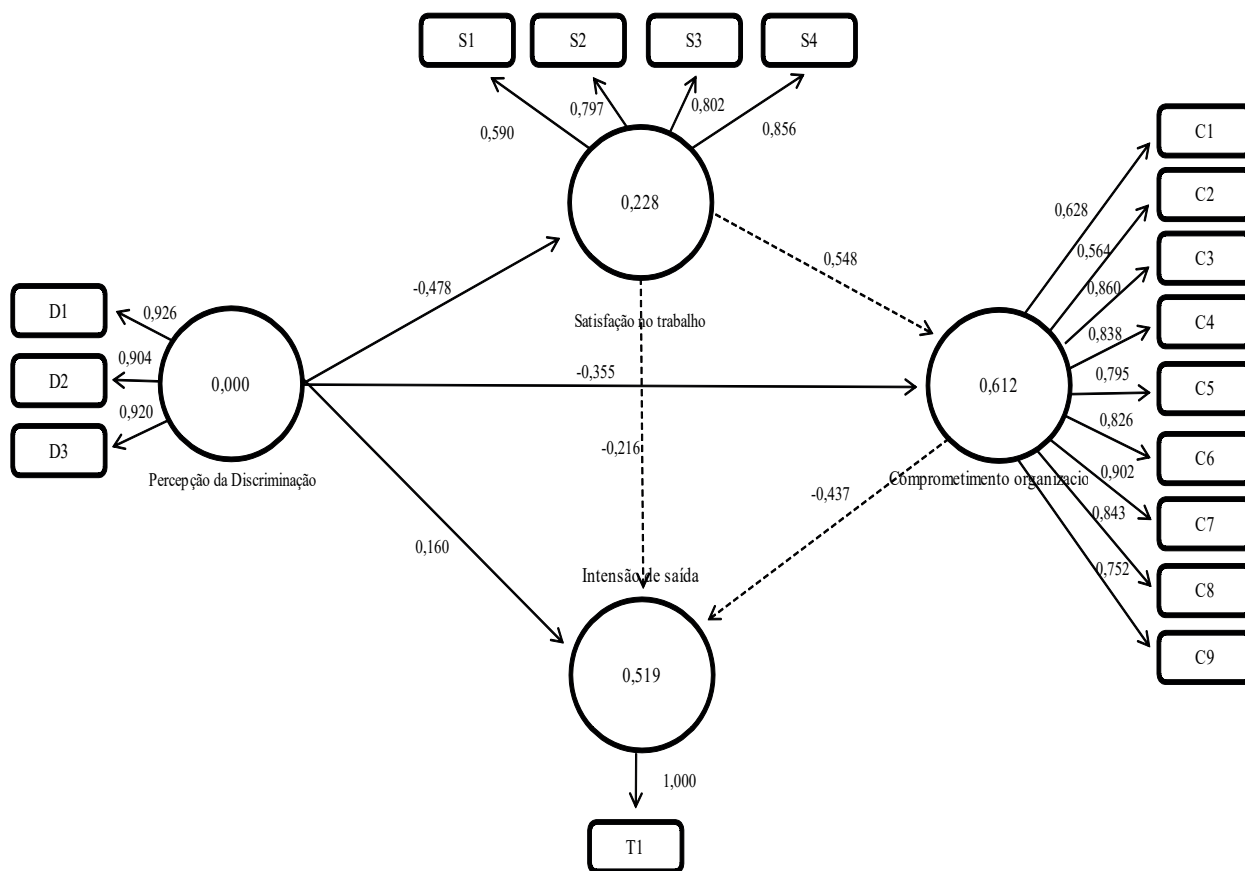 S1
S2
S3
S4
0,590
0,797
0,802
0,856
0,228
Satisfação no trabalho
C1
C2
C3
C4
C5
C6
C7
C8
C9
0,628
0,564
0,860
0,838
0,795
0,826
0,902
0,843
0,752
0,548
-0,478
D1
D2
D3
0,926
0,904
0,920
0,000
Percepção da Discriminação
-0,355
0,612
Comprometimento organizacio
-0,216
-0,437
0,160
Intensão de saída
0,519
1,000
T1